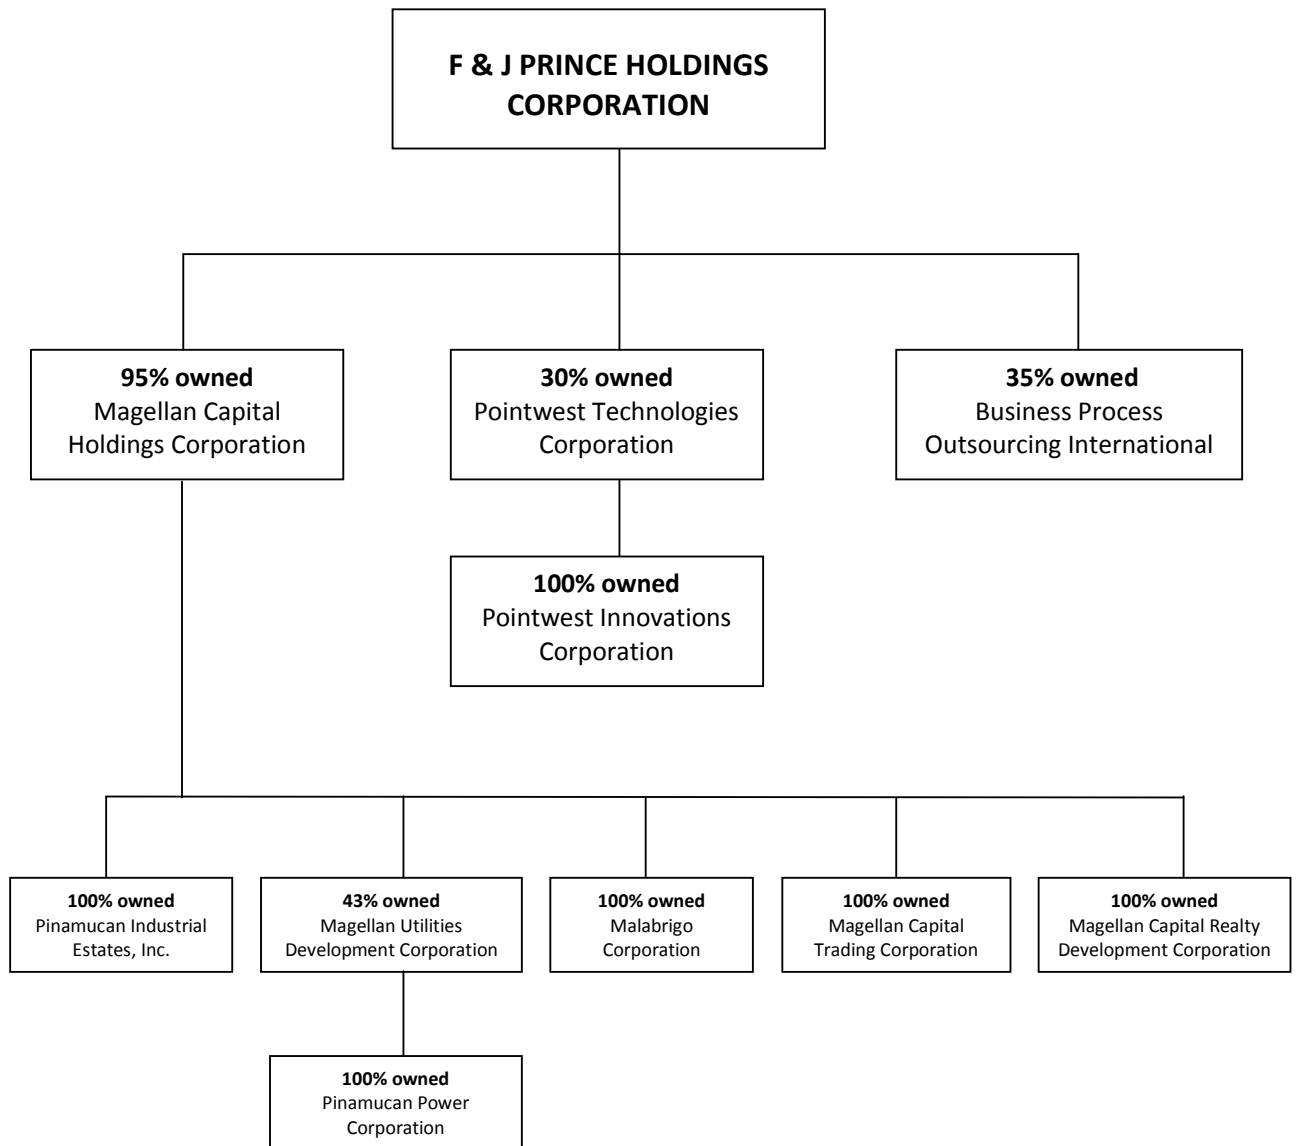 F & J PRINCE HOLDINGS
CORPORATION
95% owned
Magellan Capital
Holdings Corporation
30% owned
Pointwest Technologies
Corporation
35% owned
Business Process
Outsourcing International
100% owned
Pointwest Innovations
Corporation
100% owned
Pinamucan Industrial
Estates, Inc.
43% owned
Magellan Utilities
Development Corporation
100% owned
Malabrigo
Corporation
100% owned
Magellan Capital
Trading Corporation
100% owned
Magellan Capital Realty
Development Corporation
100% owned
Pinamucan Power
Corporation